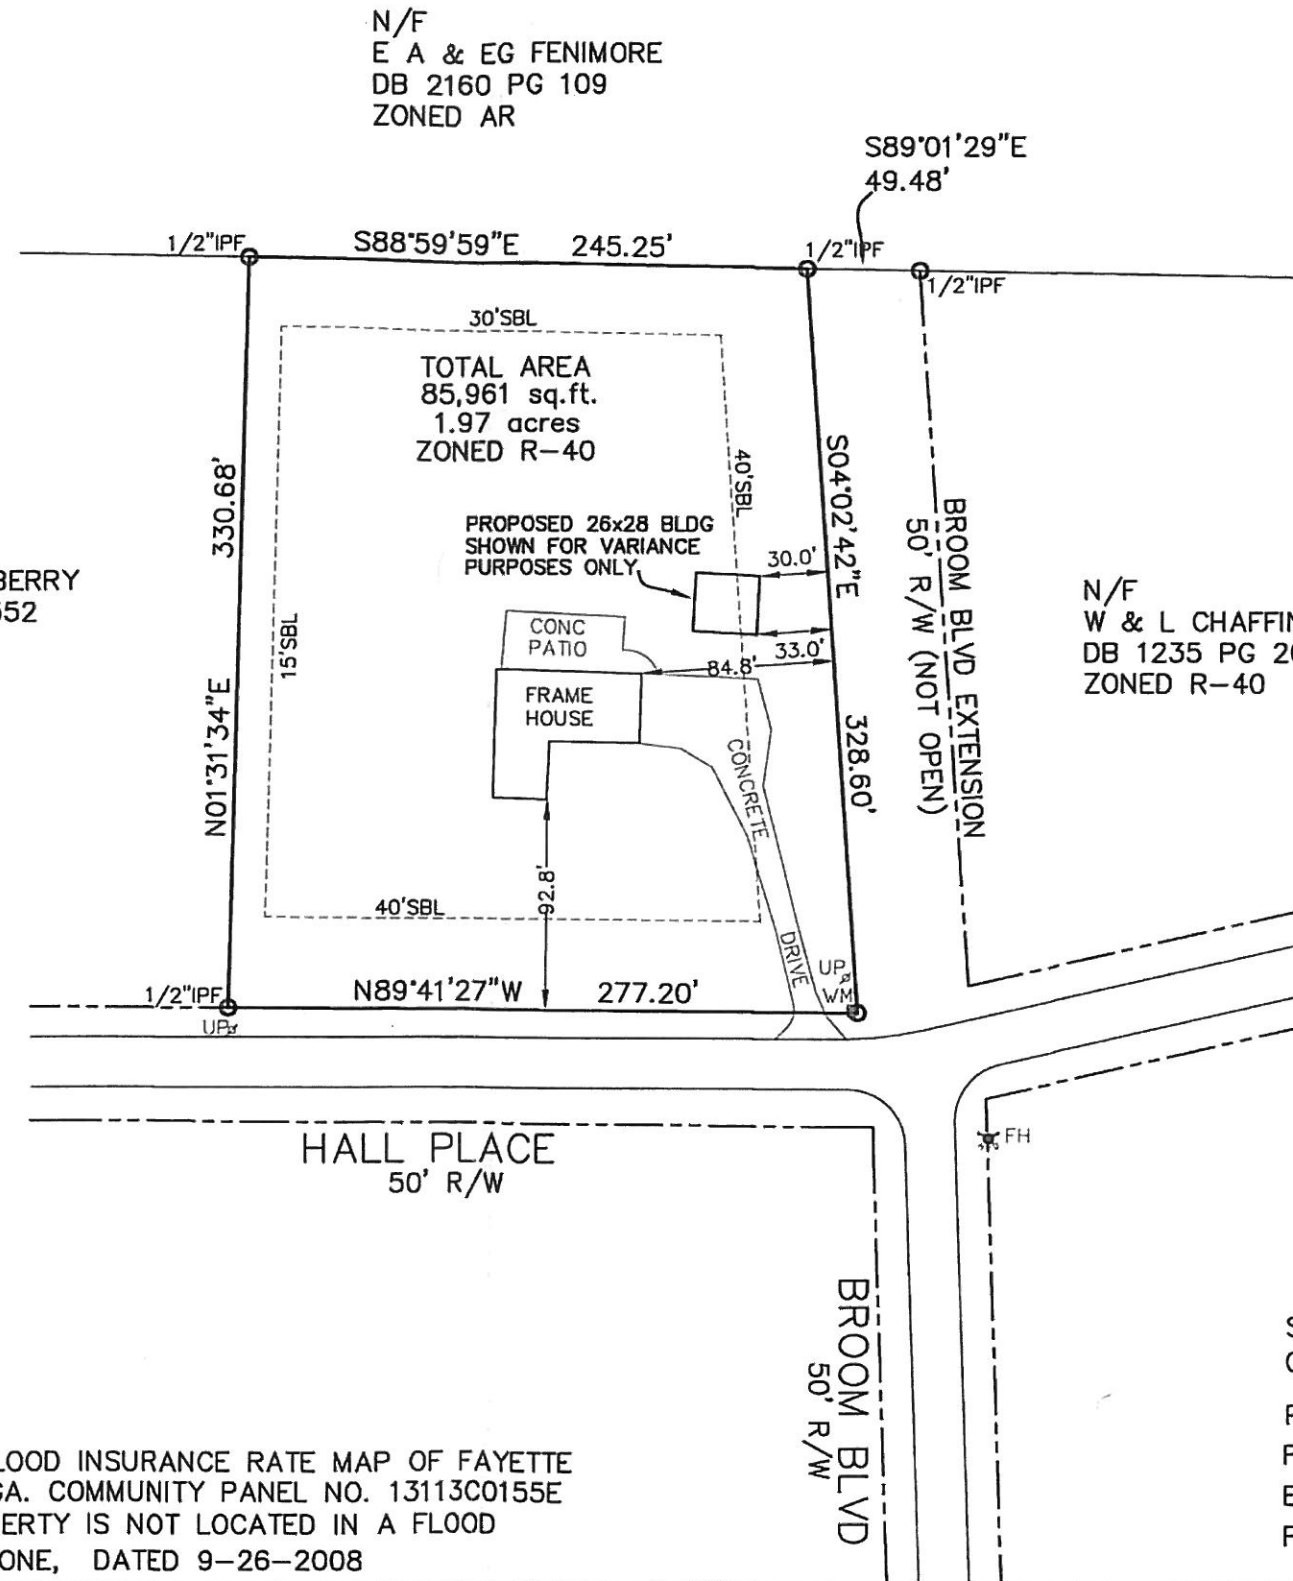 N/F
E A & EG FENIMORE
DB 2160 PG 109
ZONED AR
S89°01'29"E
49.48'
1/2"IPF
S88°59'59"E 245.25'
1/2"IPF
1/2"IPF
30'SBL
TOTAL AREA
85,961 sq.ft.
1.97 acres
ZONED R-40
40'SBL
S04°02'42"E
328.60'
330.68'
N01°31'34"E
15'SBL
PROPOSED 26x28 BLDG
SHOWN FOR VARIANCE
PURPOSES ONLY
30.0'
33.0'
84.8'
BROOM BLVD EXTENSION
50' R/W (NOT OPEN)
BERRY
52
N/F
W & L CHAFFIN
DB 1235 PG 2
ZONED R-40
CONC
PATIO
FRAME
HOUSE
CONCRETE
DRIVE
92.8'
40'SBL
UP
WM
1/2"IPF
N89°41'27"W 277.20'
UP
HALL PLACE
50' R/W
FH
BROOM BLVD
50' R/W
LOOD INSURANCE RATE MAP OF FAYETTE
GA. COMMUNITY PANEL NO. 13113C0155E
ERTY IS NOT LOCATED IN A FLOOD
ONE, DATED 9-26-2008